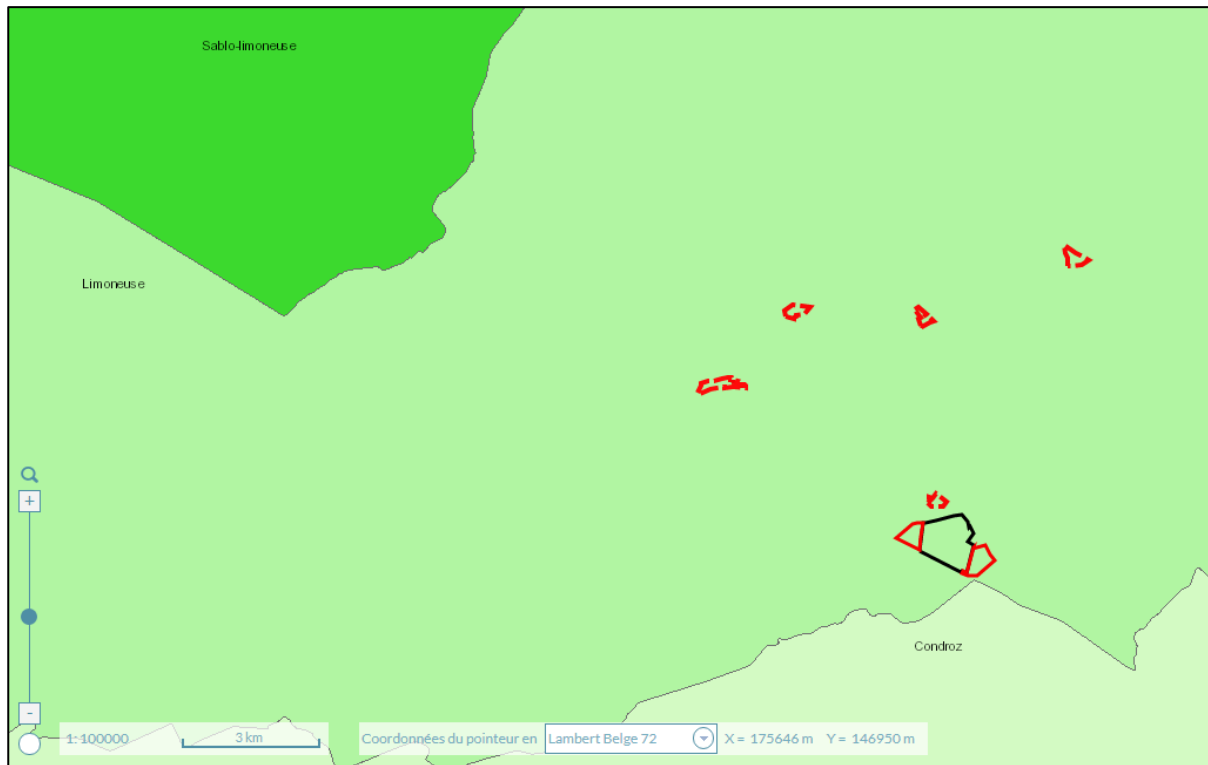 Sablo-limoneuse
Limoneuse
Condroz
+
-
1: 100000
3 km
Coordonnées du pointeur en
Lambert Belge 72
X = 175646 m Y = 146950 m